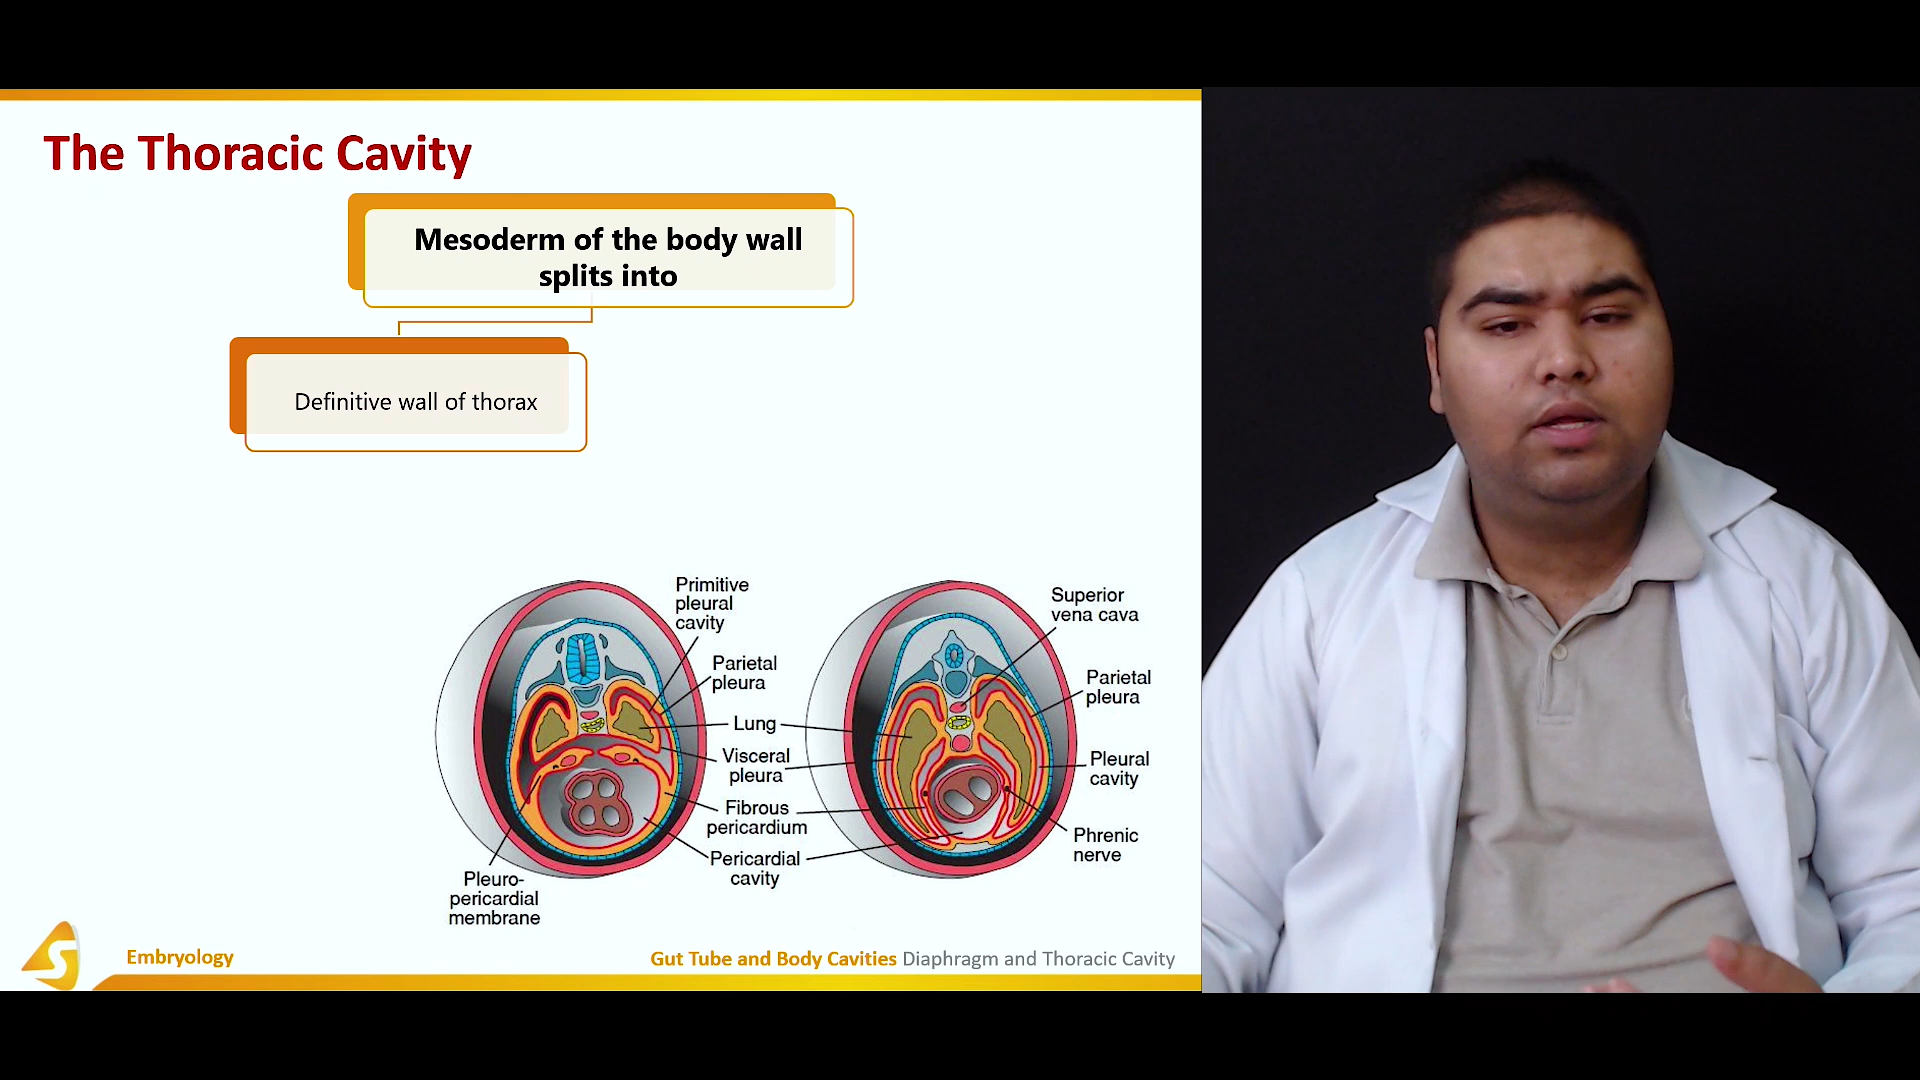 The Thoracic Cavity
Mesoderm of the body wall
splits into
Definitive wall of thorax
Primitive
pleural
cavity
Parietal
pleura
Lung
Visceral
pleura
Fibrous
pericardium
Pericardial
cavity
Pleuro-
pericardial
membrane
Superior
vena cava
Parietal
pleura
Pleural
cavity
Phrenic
nerve
S
Embryology
Gut Tube and Body Cavities Diaphragm and Thoracic Cavity